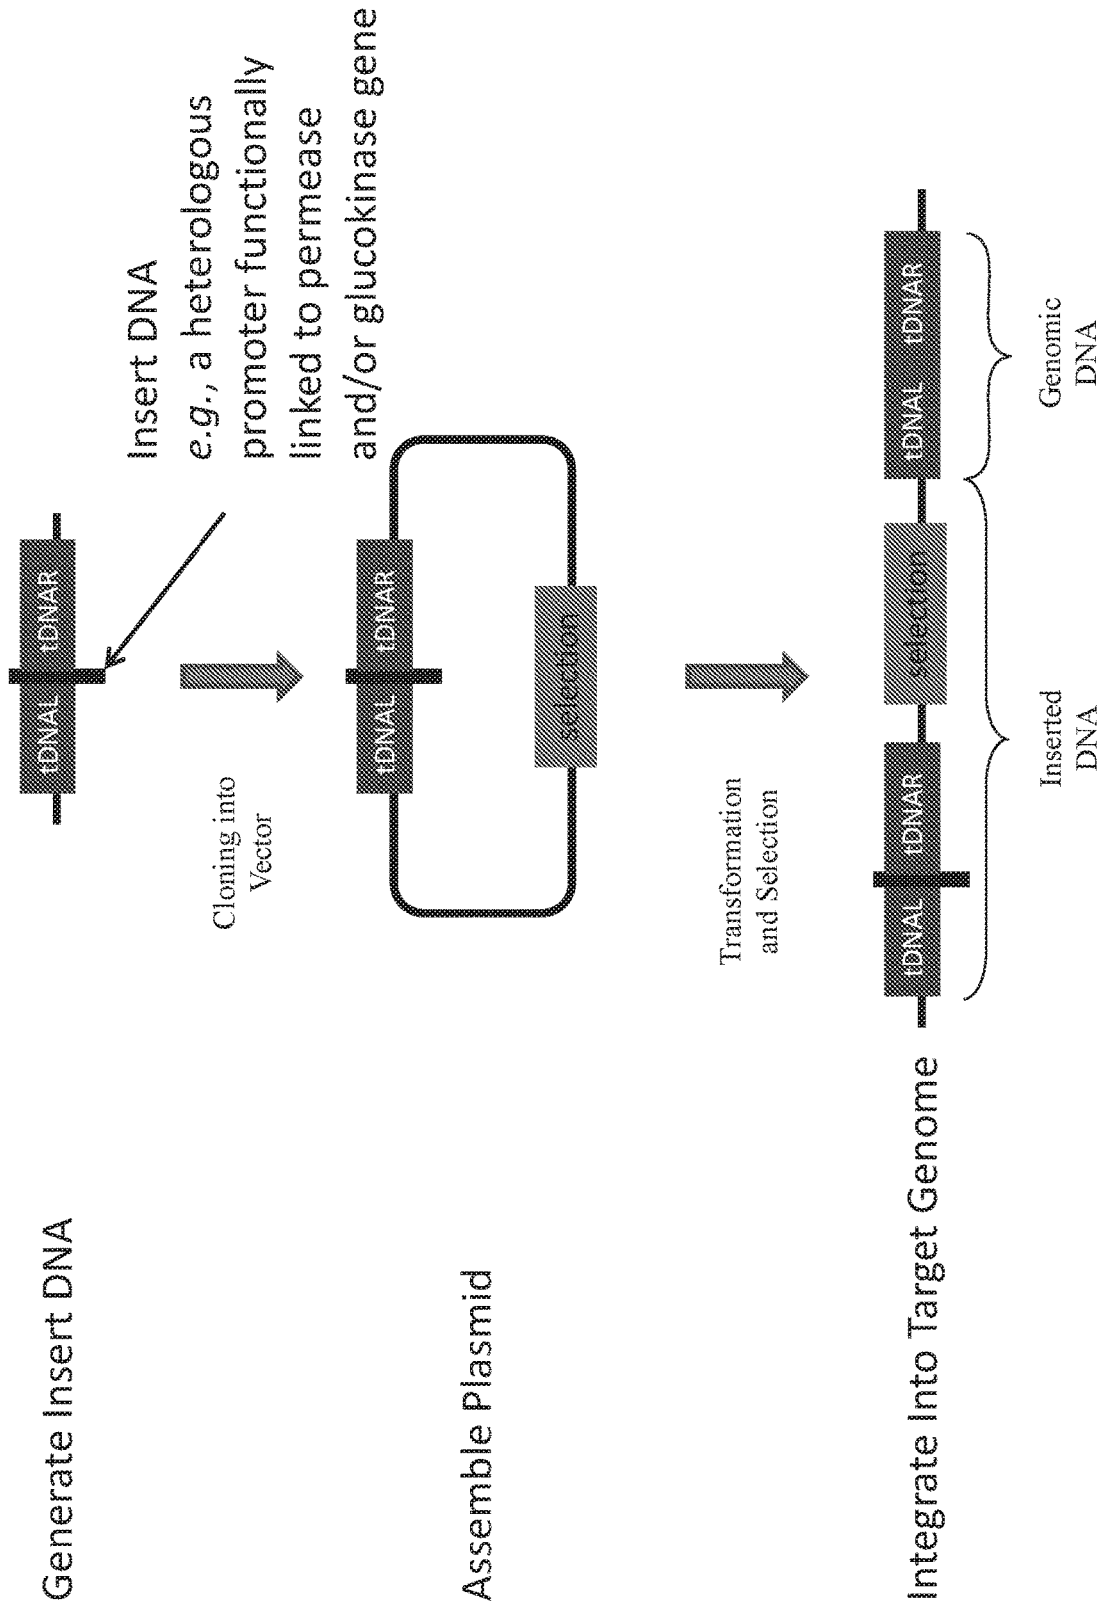 Generate Insert DNA
tDNAL tDNAR
Insert DNA
e.g., a heterologous
promoter functionally
linked to permease
and/or glucokinase gene
Cloning into
Vector
Assemble Plasmid
tDNAL tDNAR
selection
Transformation
and Selection
Integrate Into Target Genome
tDNAL tDNAR
selection
tDNAL tDNAR
Inserted
DNA
Genomic
DNA